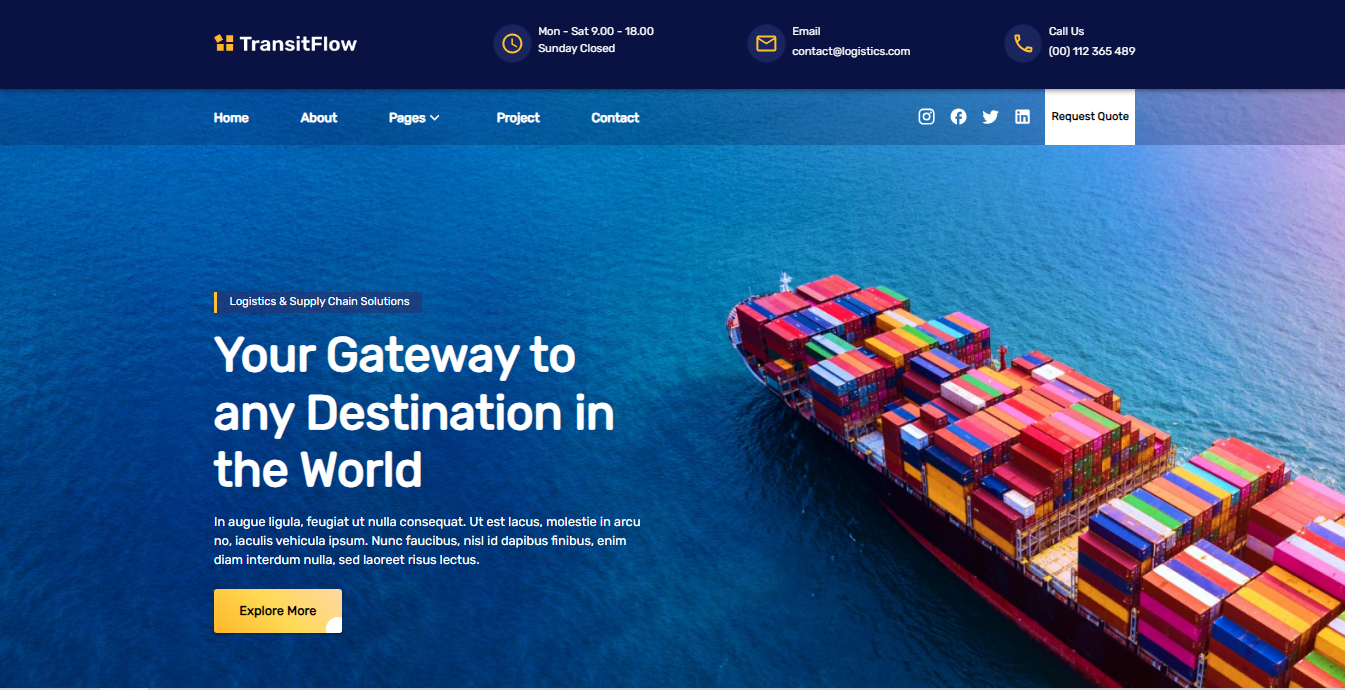 TransitFlow
Mon - Sat 9.00 - 18.00
Sunday Closed
Email
contact@logistics.com
Call Us
(00) 112 365 489
Home
About
Pages
Project
Contact
Request Quote
Logistics & Supply Chain Solutions
Your Gateway to
any Destination in
the World
In augue ligula, feugiat ut nulla consequat. Ut est lacus, molestie in arcu
no, iaculis vehicula ipsum. Nunc faucibus, nisl id dapibus finibus, enim
diam interdum nulla, sed laoreet risus lectus.
Explore More